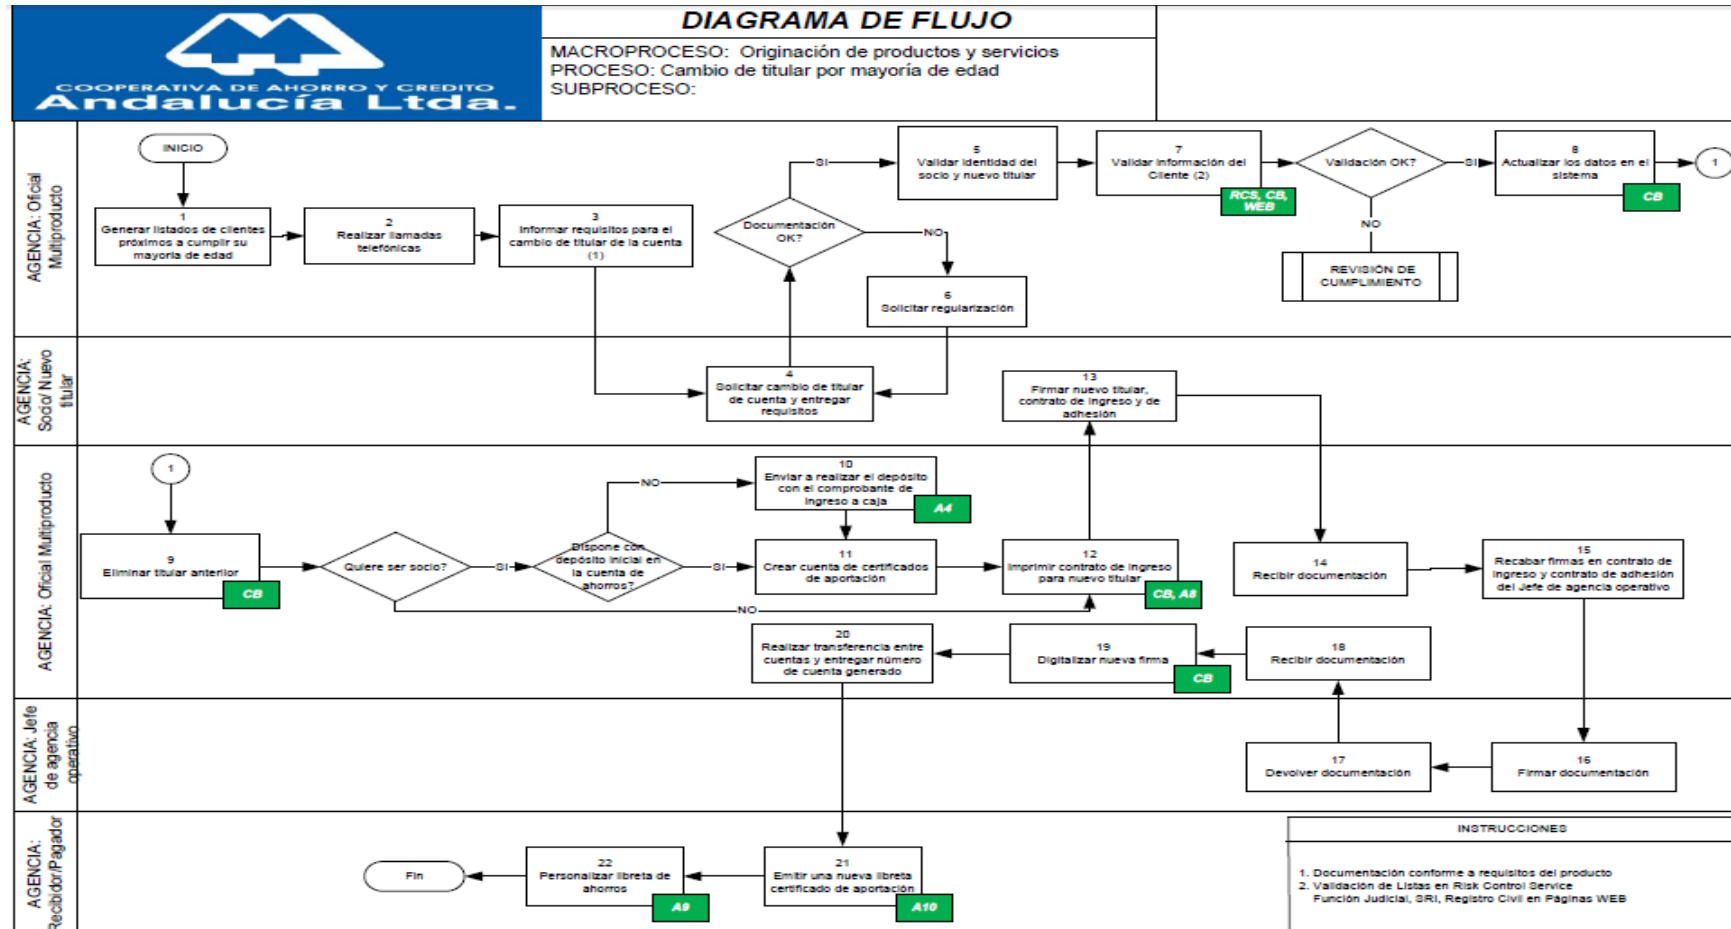 COOPERATIVA DE AHORRO Y CREDITO
Andalucía Ltda.
DIAGRAMA DE FLUJO
MACROPROCESO: Originación de productos y servicios
PROCESO: Cambio de titular por mayoría de edad
SUBPROCESO:
AGENCIA: Oficial
Multiproducto
INICIO
1
Generar listados de clientes
próximos a cumplir su
mayoría de edad
2
Realizar llamadas
telefónicas
3
Informar requisitos para el
cambio de titular de la cuenta
(1)
Documentación
OK?
SI
NO
5
Validar identidad del
socio y nuevo titular
6
Solicitar regularización
7
Validar información del
Cliente (2)
RCS, CB,
WEB
Validación OK?
SI
NO
REVISIÓN DE
CUMPLIMIENTO
8
Actualizar los datos en el
sistema
CB
1
AGENCIA:
Socio/ Nuevo
titular
4
Solicitar cambio de titular
de cuenta y entregar
requisitos
13
Firmar nuevo titular,
contrato de ingreso y de
adhesión
AGENCIA: Oficial Multiproducto
1
9
Eliminar titular anterior
CB
Quiere ser socio?
SI
NO
Dispone con
depósito inicial en
la cuenta de
ahorros?
NO
SI
10
Enviar a realizar el depósito
con el comprobante de
ingreso a caja
A4
11
Crear cuenta de certificados
de aportación
12
Imprimir contrato de ingreso
para nuevo titular
CB, A8
14
Recibir documentación
15
Recabar firmas en contrato de
ingreso y contrato de adhesión
del Jefe de agencia operativo
20
Realizar transferencia entre
cuentas y entregar número
de cuenta generado
19
Digitalizar nueva firma
CB
18
Recibir documentación
AGENCIA: Jefe
de agencia
operativo
17
Devolver documentación
16
Firmar documentación
AGENCIA:
Recibidor/Pagador
Fin
22
Personalizar libreta de
ahorros
A9
21
Emitir una nueva libreta
certificado de aportación
A10
INSTRUCCIONES
1. Documentación conforme a requisitos del producto
2. Validación de Listas en Risk Control Service
Función Judicial, SRI, Registro Civil en Páginas WEB